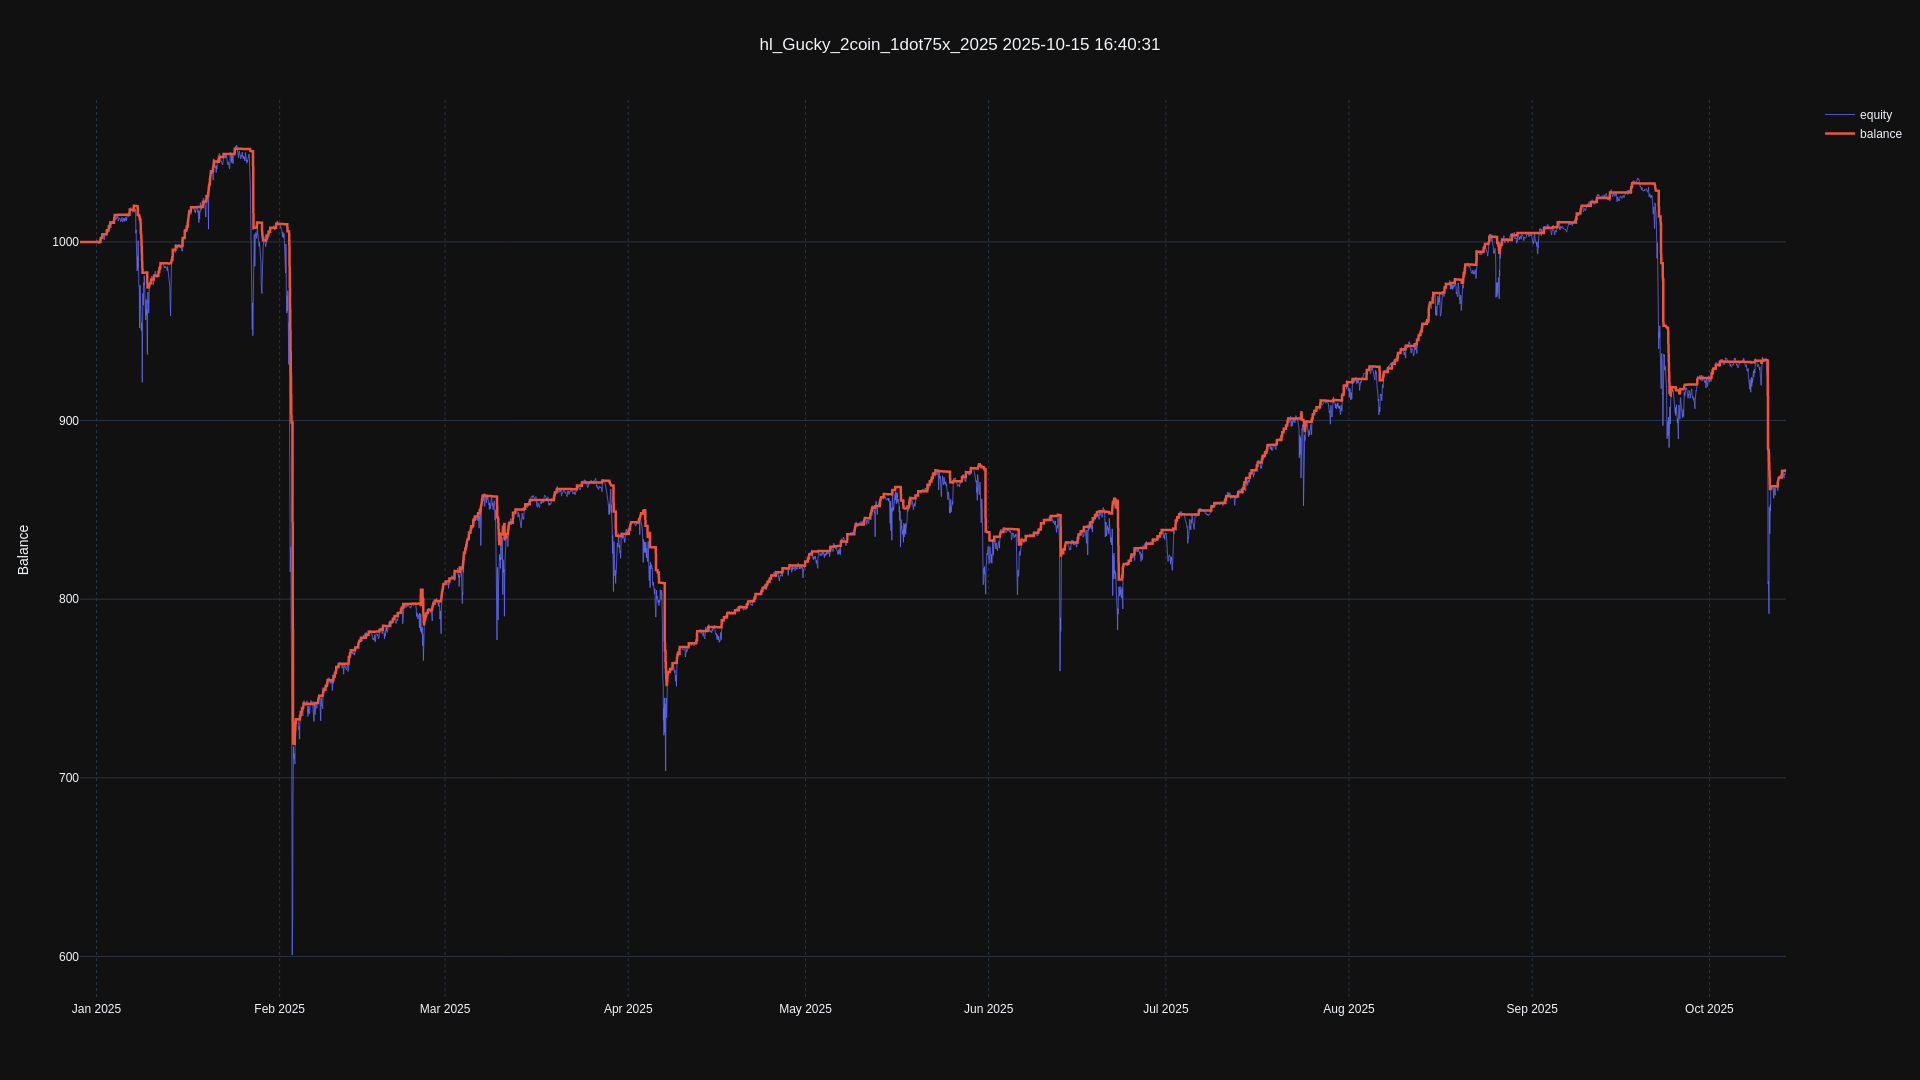 hl_Gucky_2coin_1dot75x_2025 2025-10-15 16:40:31
equity
balance
Balance
1000
900
800
700
600
Jan 2025
Feb 2025
Mar 2025
Apr 2025
May 2025
Jun 2025
Jul 2025
Aug 2025
Sep 2025
Oct 2025